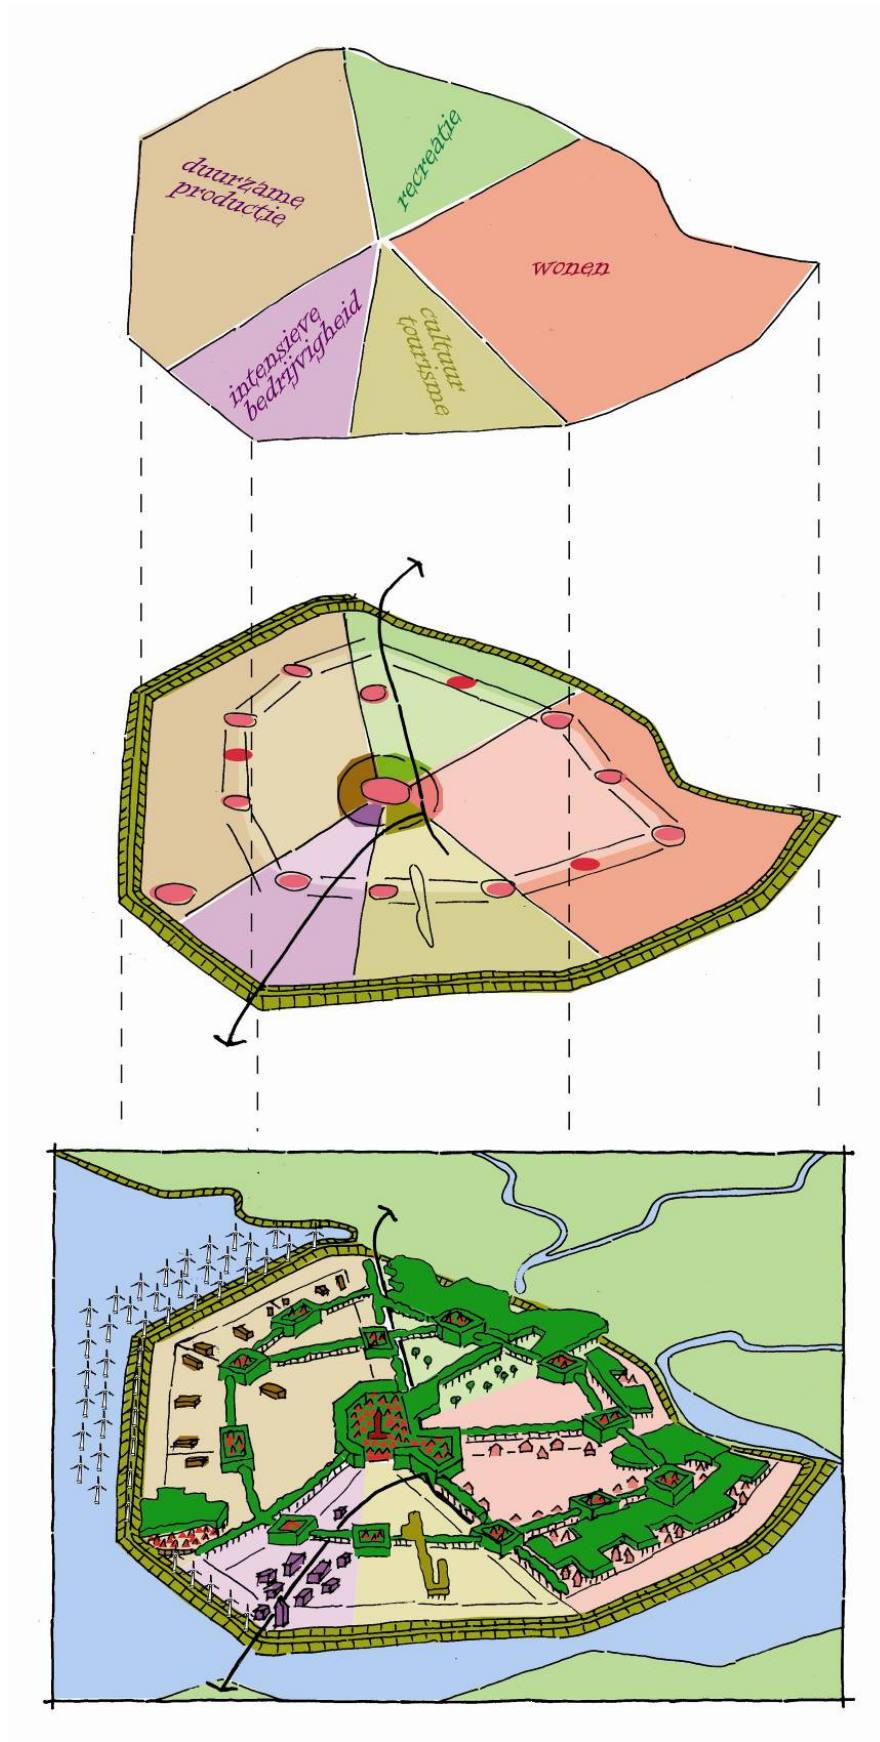 duurzame
productie
recreatie
wonen
intensieve
bedrijvigheid
cultuur
tourisme